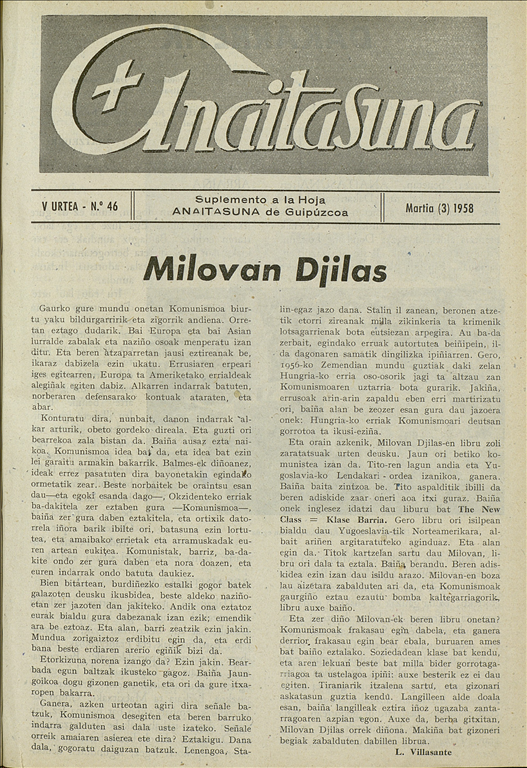 Anaitasuna
V URTEA - N.º 46
Suplemento a la Hoja
ANAITASUNA de Guipúzcoa
Martia (3) 1958
Milovan Djilas
Gaurko gure mundu onetan Komunismoa biur-
tu yaku bildurgarririk eta zigorrik andiena. Orre-
tan eztago dudarik. Bai Europa eta bai Asian
lurralde zabalak eta naziño osoak menperatu izan
ditu. Eta beren atzaparretan jausi eztireanak be,
ikaraz dabizela ezin ukatu. Errusiaren erpeari
iges egitearren, Europa ta Ameriketako errialdeak
alegiñak egiten dabiz. Alkarren indarrak batuten,
norberaren defensarako kontuak ataraten, eta
abar.
Konturatu dira, nunbait, danon indarrak al-
kar arturik, obeto gordeko direala. Eta guzti ori
bearrekoa zala bistan da. Baiña ausaz ezta nai-
koa. Komunismoa idea bat da, eta idea bat ezin
lei garaitu armakin bakarrik. Balmes-ek diñoanez,
ideak errez pasatuten dira bayonetakin egindako
ormetatik zear. Beste norbaitek be oraintsu esan
dau—eta egoki esanda dago—, Okzidenteko erriak
ba-dakitela zer eztaben gura —Komunismoa—,
baiña zer gura daben eztakitela, eta ortixik dato-
rrela iñora barik ibilte ori, batasuna ezin lortu-
tea, eta amaibako errietak eta arramuskadak eu-
ren artean eukitea. Komunistak, barriz, ba-da-
kite ondo zer gura daben eta nora doazen, eta
euren indarrak ondo batuta daukiez.
Bien bitartean, burdiñezko estalki gogor batek
galazoten deusku ikusbidea, beste aldeko naziño-
etan zer jazoten dan jakiteko. Andik ona eztatoz
eurak bialdu gura dabezanak izan ezik; emendik
ara be eztoaz. Eta alan, barri zeatzik ezin jakin.
Mundua zorigaiztoz erdibitu egin da, eta erdi
bana beste erdiaren arerio eginik bizi da.
Etorkizuna norena izango da? Ezin jakin. Bear-
bada egun baltzak ikusteko gagoz. Baiña Jaun-
goikoa dogu gizonen ganetik, eta ori da gure itxa-
ropen bakarra.
Ganera, azken urteotan agiri dira señale ba-
tzuk, Komunismoa desegiten eta beren barruko
indarra galduten asi dala uste izateko. Señale
orreik amaiaren asierea ete dira? Eztakigu. Dana
dala, gogoratu daiguzan batzuk. Lenengoa, Sta-
lin-egaz jazo dana. Stalin il zanean, beronen atze-
tik etorri zireanak milla zikinkeria ta krimenik
lotsagarrienak bota eutsiezan arpegira. Au ba-da
zerbait, egindako erruak autortutea beiñipein, il-
da dagonaren samatik dingilizka ipiñiarren. Gero,
1956-ko Zemendian mundu guztiak daki zelan
Hungria-ko erria oso-osorik jagi ta altzau zan
Komunismoaren uztarria bota gurarik. Jakiña,
errusoak arin-arin zapaldu eben erri martirizatu
ori, baiña alan be zeozer esan gura dau jazoera
onek: Hungria-ko erriak Komunismoari deutsan
gorrotoa ta ikusi-eziña.
Eta orain azkenik, Milovan Djilas-en libru zoli
zaratatsuak urten deusku. Jaun ori betiko ko-
munistea izan da. Tito-ren lagun andia eta Yu-
goslavia-ko Lendakari - ordea izanikoa, ganera.
Baiña baita zintzoa be. Tito aspalditik ibilli da
beren adiskide zaar oneri aoa itxi guraz. Baiña
onek inglesez idatzi dau liburu bat The New
Class = Klase Barria. Gero libru ori isilpean
bialdu dau Yugoeslavia-tik Norteamerikara, al-
bait ariñen argitaratuteko aginduaz. Eta alan
egin da. Titok kartzelan sartu dau Milovan, li-
bru ori dala ta eztala. Baiña berandu. Beren adis-
kidea ezin izan dau isildu arazo. Milovan-en boza
lau aizetara zabalduten ari da, eta Komunismoak
gaurgiño eztau ezautu bomba kaltegarriagorik,
libru auxe baiño.
Eta zer diño Milovan-ek beren libru onetan?
Komunismoak frakasau egin dabela, eta ganera
derrior frakasau egin bear ebala, buruaren ames
bat baiño eztalako. Soziedadean klase bat kendu,
eta aren lekuan beste bat milla bider gorrotaga-
rriagoa ta ustelagoa ipiñi: auxe besterik ez ei dau
egiten. Tiraniarik itzalena sartu, eta gizonari
askatasun guztia kendu. Langilleen alde doala
esan, baiña langilleak eztira iñoz ugazaba zanta-
rragoaren azpian egon. Auxe da, berba gitxitan,
Milovan Djilas orrek diñona. Makiña bat gizoneri
begiak zabalduten dabillen librua.
L. Villasante